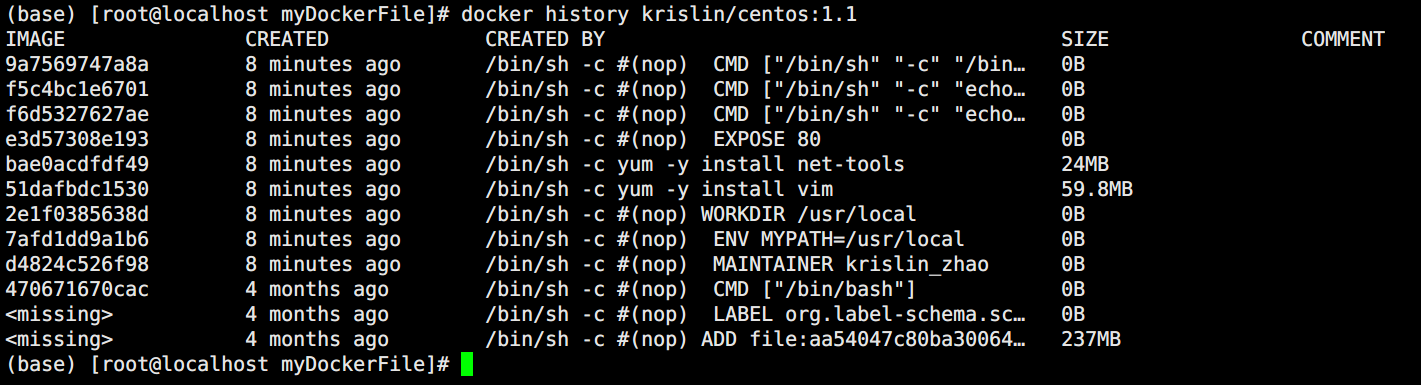 (base) [root@localhost myDockerFile]# docker history krislin/centos:1.1
IMAGE               CREATED             CREATED BY                                      SIZE                COMMENT
9a7569747a8a        8 minutes ago       /bin/sh -c #(nop)  CMD ["/bin/sh" "-c" "/bin…   0B
f5c4bc1e6701        8 minutes ago       /bin/sh -c #(nop)  CMD ["/bin/sh" "-c" "echo…   0B
f6d5327627ae        8 minutes ago       /bin/sh -c #(nop)  CMD ["/bin/sh" "-c" "echo…   0B
e3d57308e193        8 minutes ago       /bin/sh -c #(nop)  EXPOSE 80                    0B
bae0acdfdf49        8 minutes ago       /bin/sh -c yum -y install net-tools             24MB
51dafbdc1530        8 minutes ago       /bin/sh -c yum -y install vim                   59.8MB
2e1f0385638d        8 minutes ago       /bin/sh -c #(nop) WORKDIR /usr/local            0B
7afd1dd9a1b6        8 minutes ago       /bin/sh -c #(nop)  ENV MYPATH=/usr/local        0B
d4824c526f98        8 minutes ago       /bin/sh -c #(nop)  MAINTAINER krislin_zhao      0B
470671670cac        4 months ago        /bin/sh -c #(nop)  CMD ["/bin/bash"]            0B
<missing>           4 months ago        /bin/sh -c #(nop)  LABEL org.label-schema.sc…   0B
<missing>           4 months ago        /bin/sh -c #(nop) ADD file:aa54047c80ba30064…   237MB
(base) [root@localhost myDockerFile]#